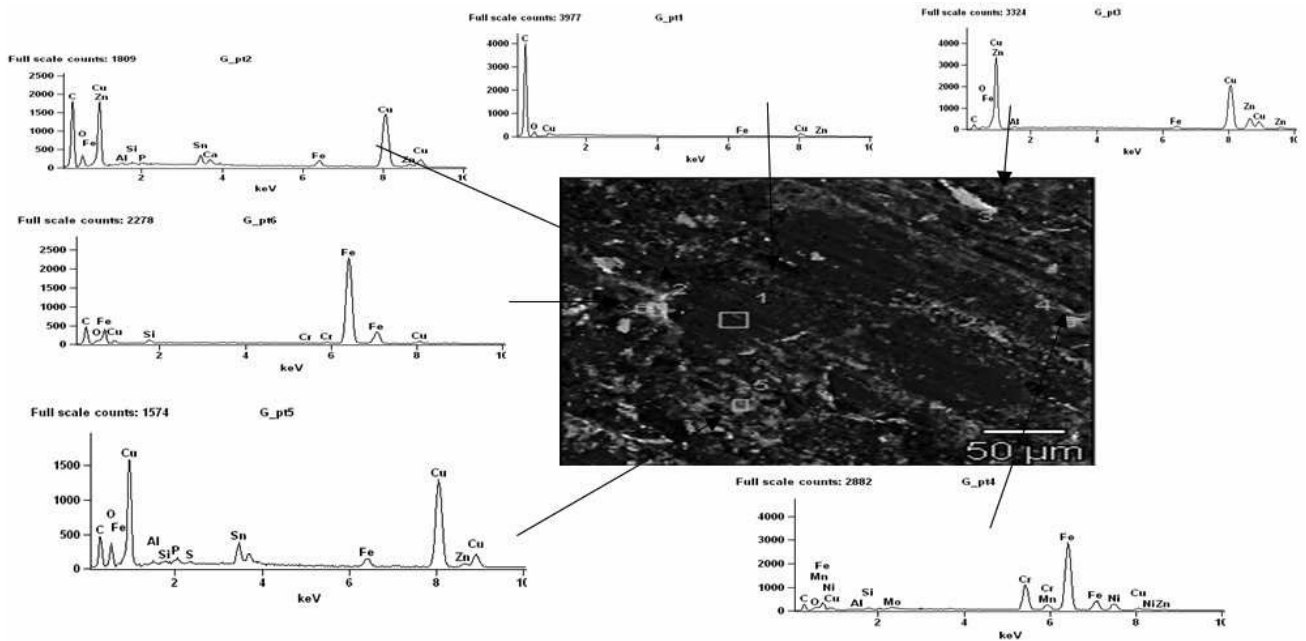 Full scale counts: 1809 G_pt2
2500
2000
1500
1000
500
0
C
O
Fe
Cu
Zn
Al
Si
P
Sn
Ca
Fe
Cu
Zn
Cu
2 4 6 8 10
keV
Full scale counts: 3977 G_pt1
4000
3000
2000
1000
0
C
O
Cu
Fe
Cu
Zn
2 4 6 8 10
keV
Full scale counts: 3324 G_pt3
4000
3000
2000
1000
0
Cu
Zn
O
Fe
C
Al
Fe
Cu
Zn
Cu
Zn
2 4 6 8 10
keV
Full scale counts: 2278 G_pt6
2500
2000
1500
1000
500
0
C
O
Fe
Cu
Si
Cr
Cr
Fe
Fe
Cu
2 4 6 8 10
keV
1
2
3
4
5
50 µm
Full scale counts: 1574 G_pt5
1500
1000
500
0
C
O
Fe
Cu
Al
Si
P
S
Sn
Fe
Cu
Zn
Cu
0 2 4 6 8 10
keV
Full scale counts: 2882 G_pt4
4000
3000
2000
1000
0
Fe
Mn
Ni
C
O
Cu
Al
Si
Mo
Cr
Cr
Mn
Fe
Fe
Ni
Cu
Ni
Zn
0 2 4 6 8 10
keV